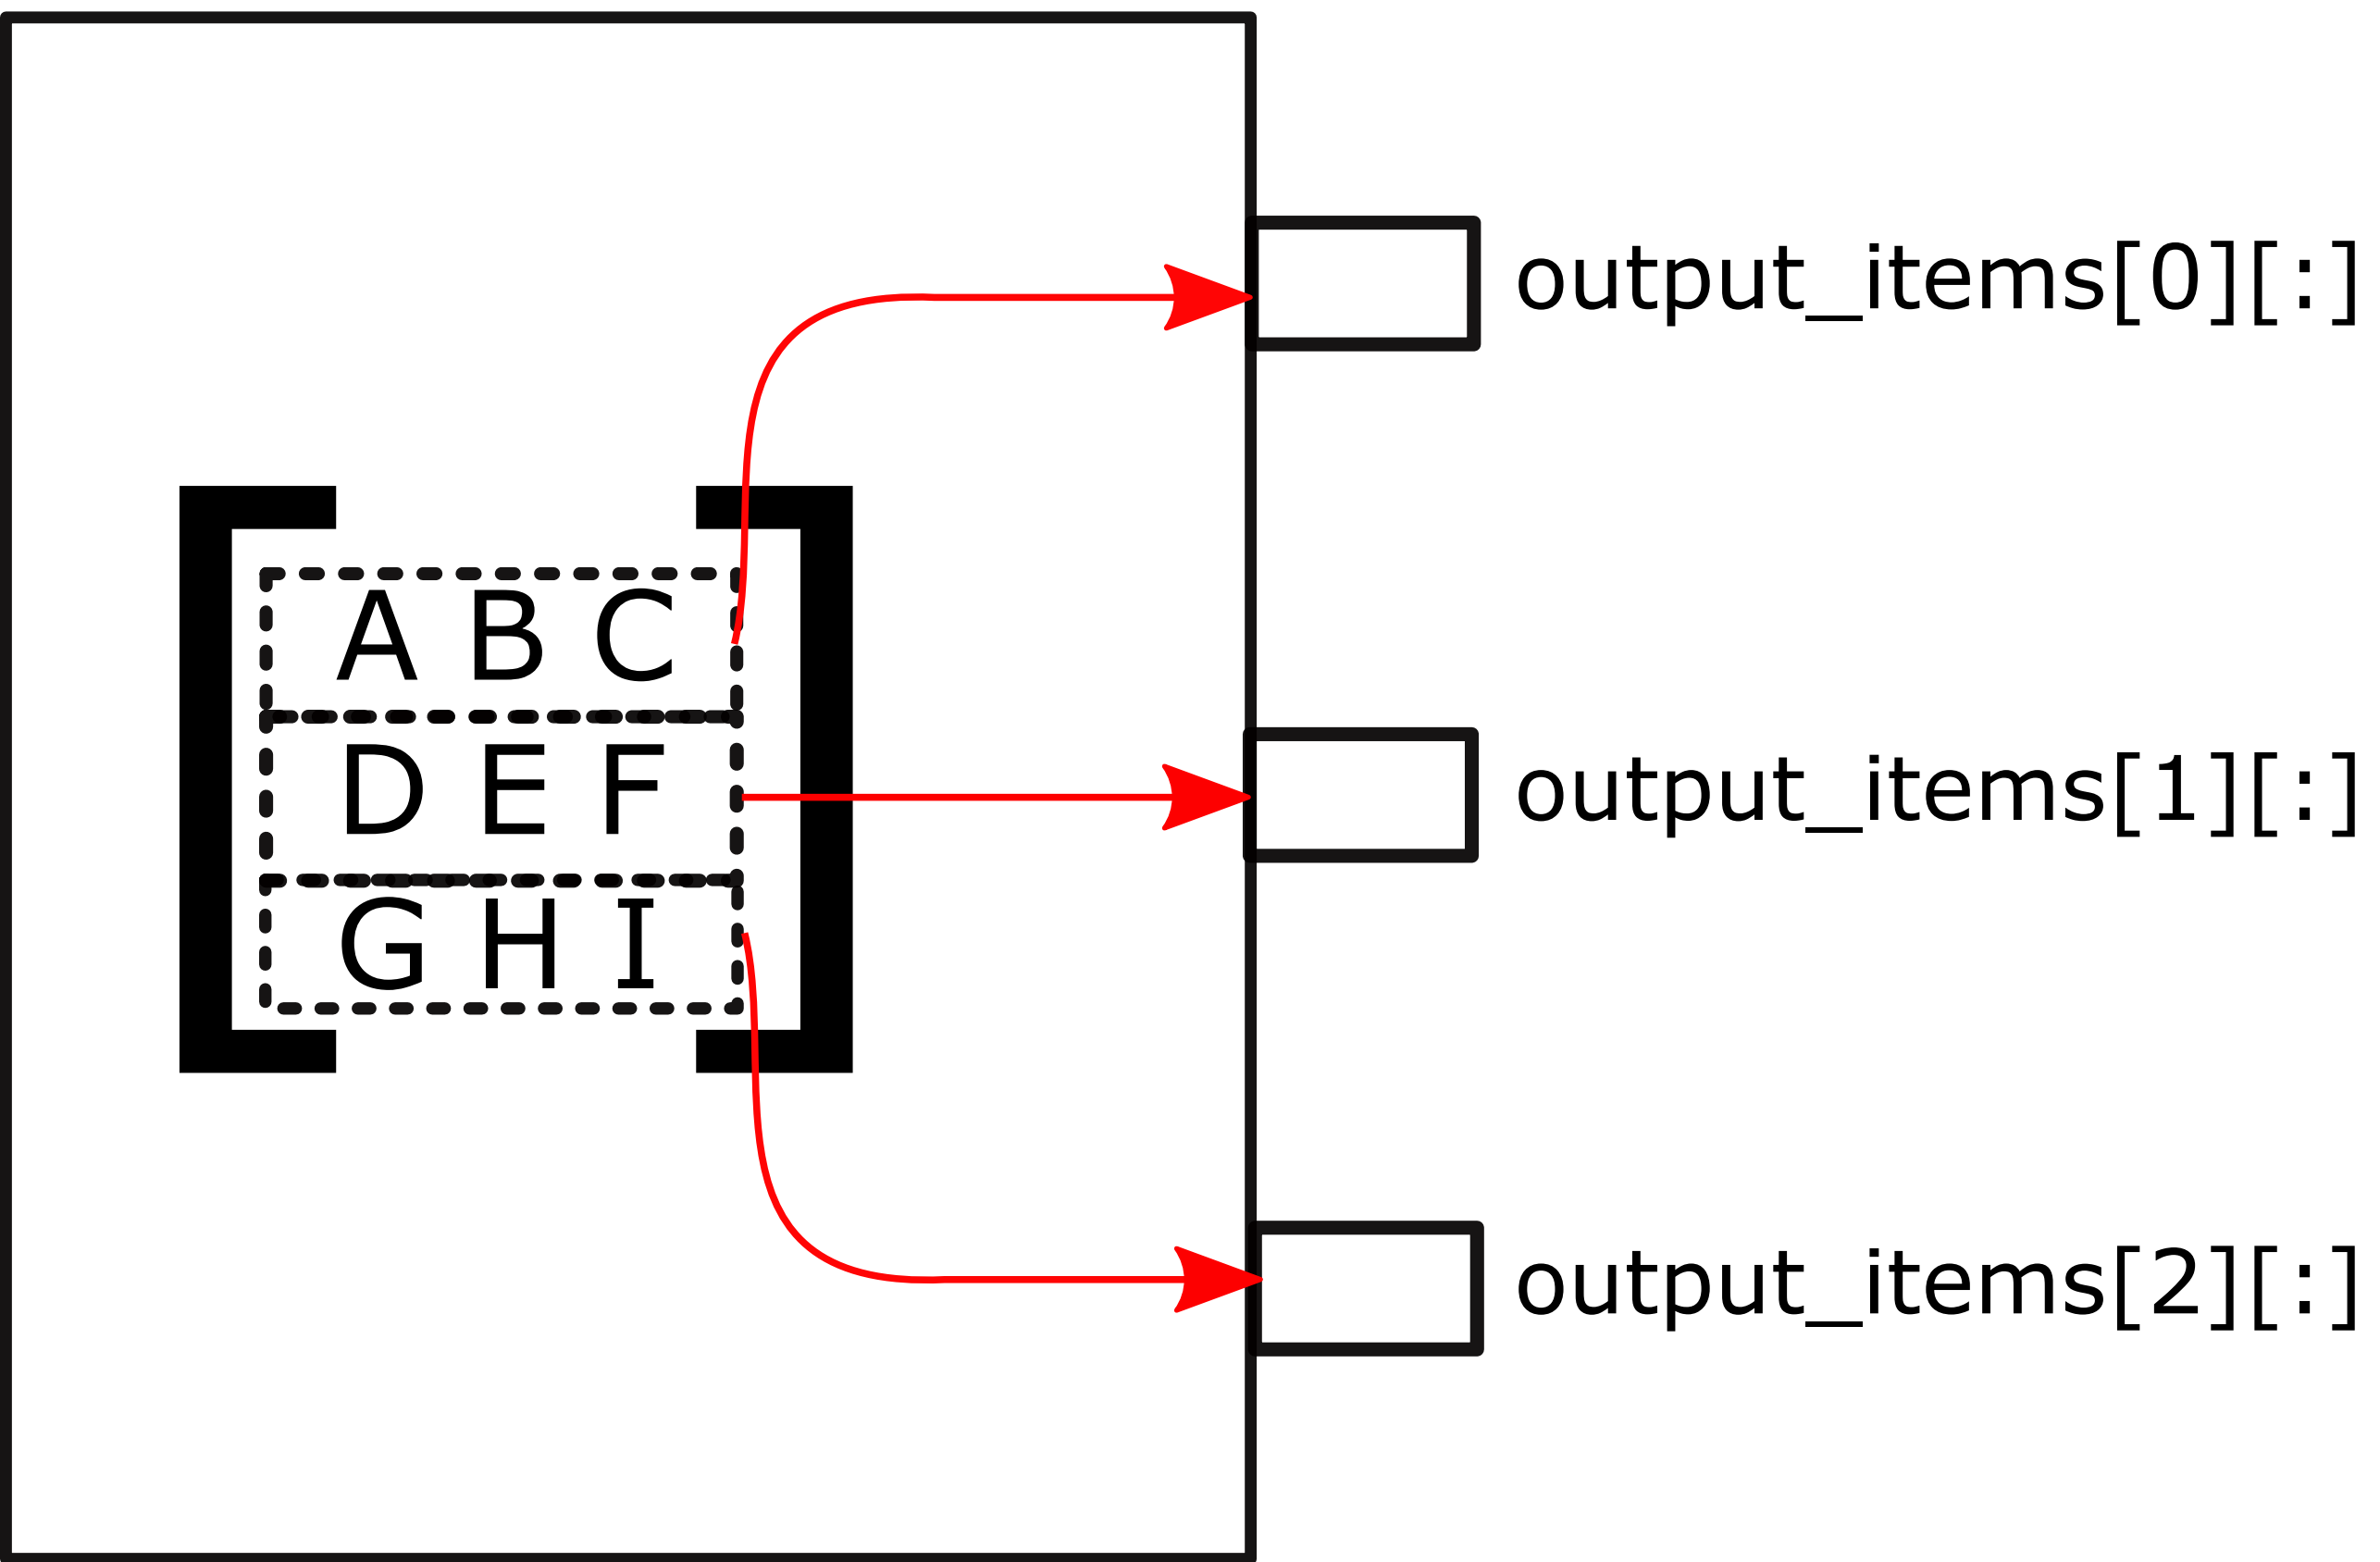 output_items[0][:]
A B C
D E F
output_items[1][:]
G H I
output_items[2][:]